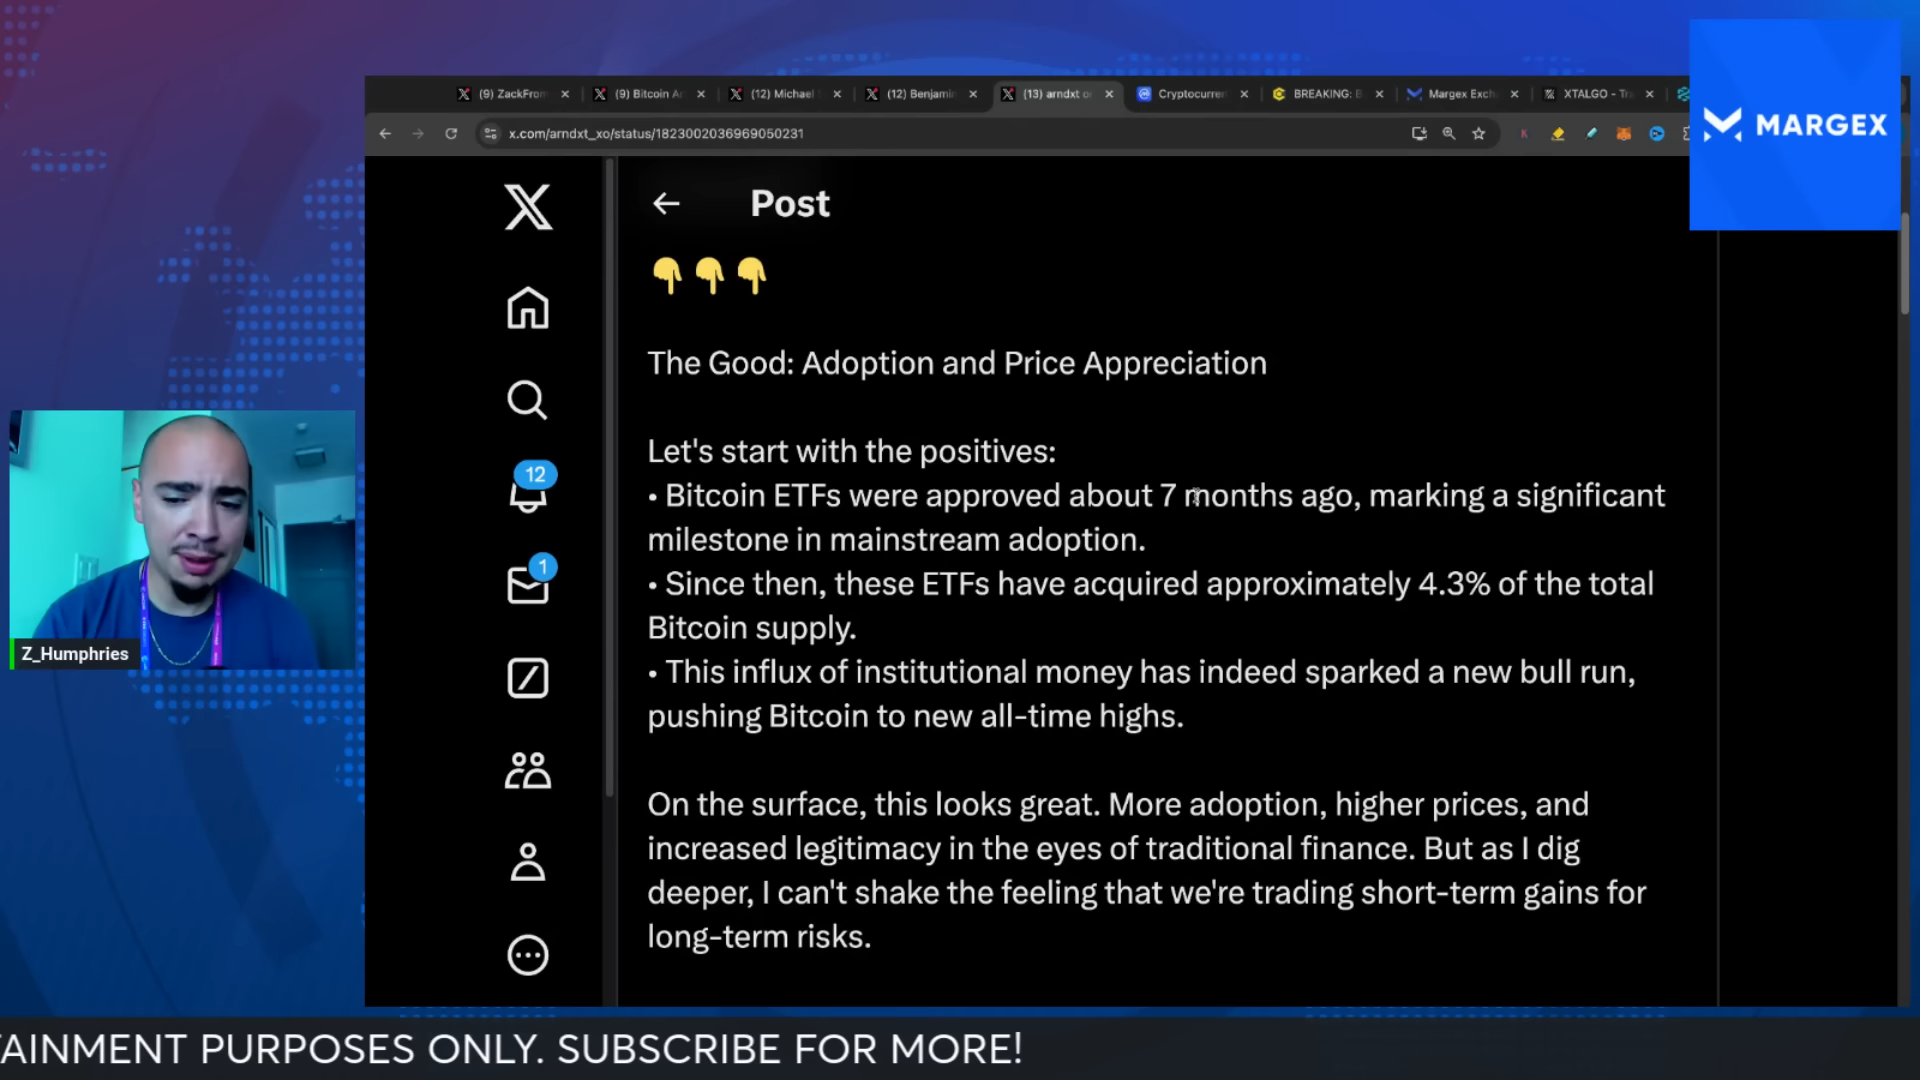 (9) ZackFrom
(9) Bitcoin Ar
(12) Michael
(12) Benjamin
(13) arndxt o
Cryptocurren
BREAKING: B
Margex Exch
XTALGO - Tra
x.com/arndxt_xo/status/1823002036969050231
MARGEX
Post
The Good: Adoption and Price Appreciation
Let's start with the positives:
• Bitcoin ETFs were approved about 7 months ago, marking a significant
milestone in mainstream adoption.
• Since then, these ETFs have acquired approximately 4.3% of the total
Bitcoin supply.
• This influx of institutional money has indeed sparked a new bull run,
pushing Bitcoin to new all-time highs.
On the surface, this looks great. More adoption, higher prices, and
increased legitimacy in the eyes of traditional finance. But as I dig
deeper, I can't shake the feeling that we're trading short-term gains for
long-term risks.
12
1
Z_Humphries
TAINMENT PURPOSES ONLY. SUBSCRIBE FOR MORE!